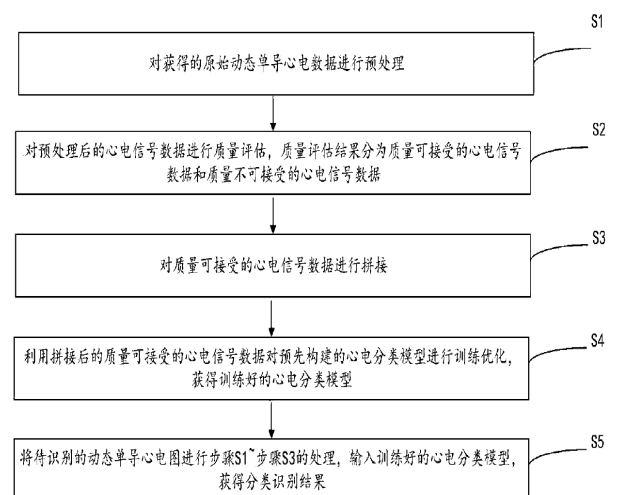 S1
对获得的原始动态单导心电数据进行预处理
S2
对预处理后的心电信号数据进行质量评估，质量评估结果分为质量可接受的心电信号
数据和质量不可接受的心电信号数据
S3
对质量可接受的心电信号数据进行拼接
S4
利用拼接后的质量可接受的心电信号数据对预先构建的心电分类模型进行训练优化，
获得训练好的心电分类模型
S5
将待识别的动态单导心电图进行步骤S1~步骤S3的处理，输入训练好的心电分类模型，
获得分类识别结果